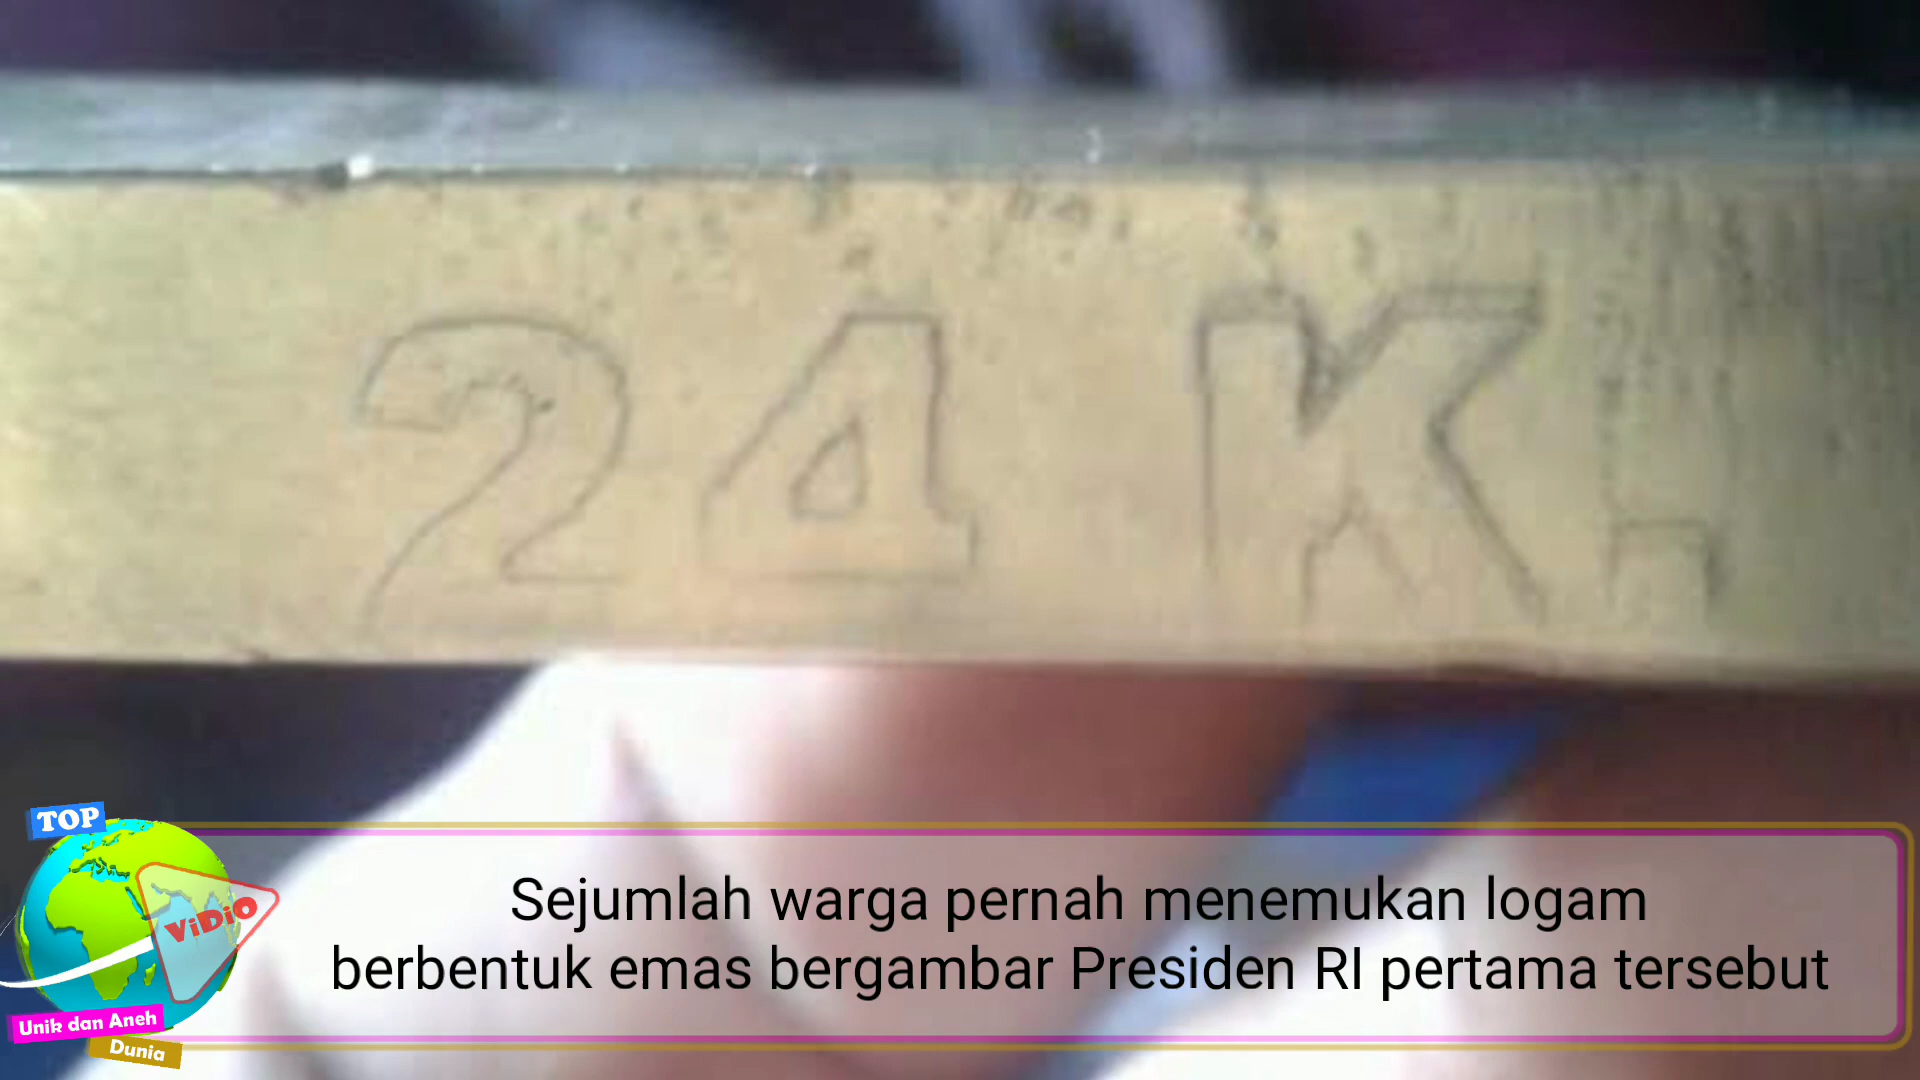 24 K
TOP
ViDiO
Unik dan Aneh
Dunia
Sejumlah warga pernah menemukan logam
berbentuk emas bergambar Presiden RI pertama tersebut